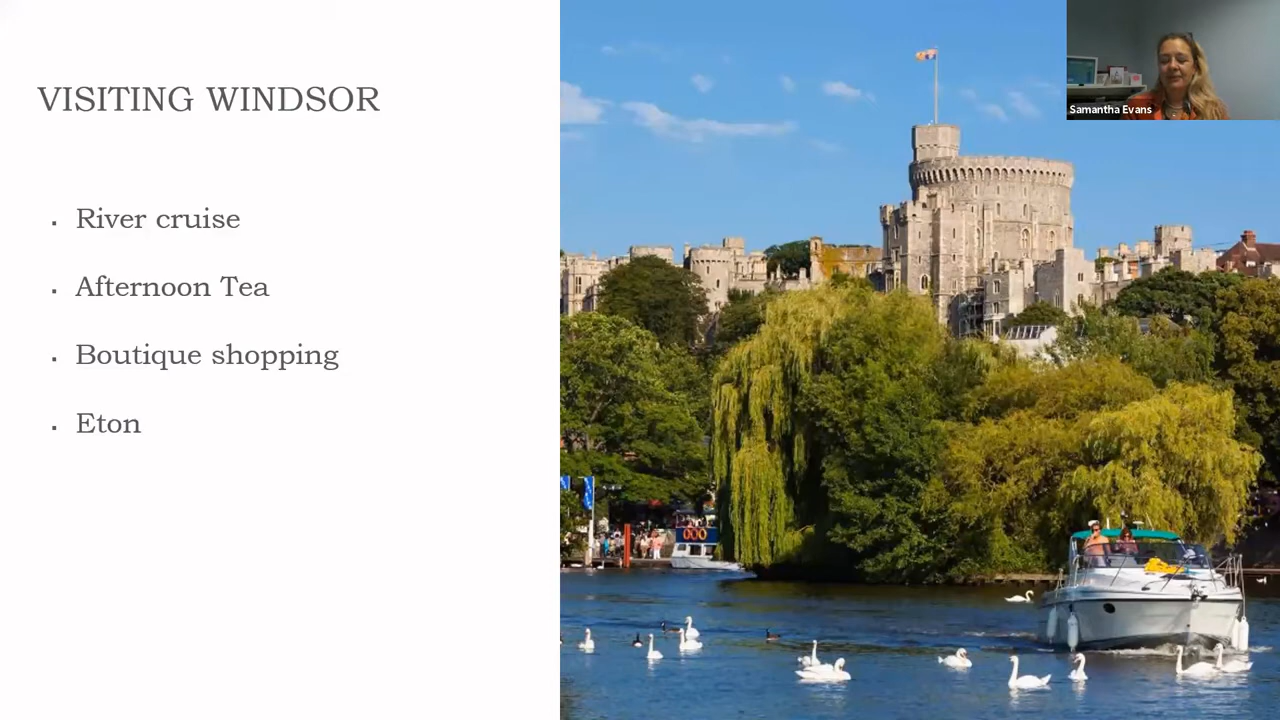 VISITING WINDSOR
▪ River cruise
▪ Afternoon Tea
▪ Boutique shopping
▪ Eton
Samantha Evans